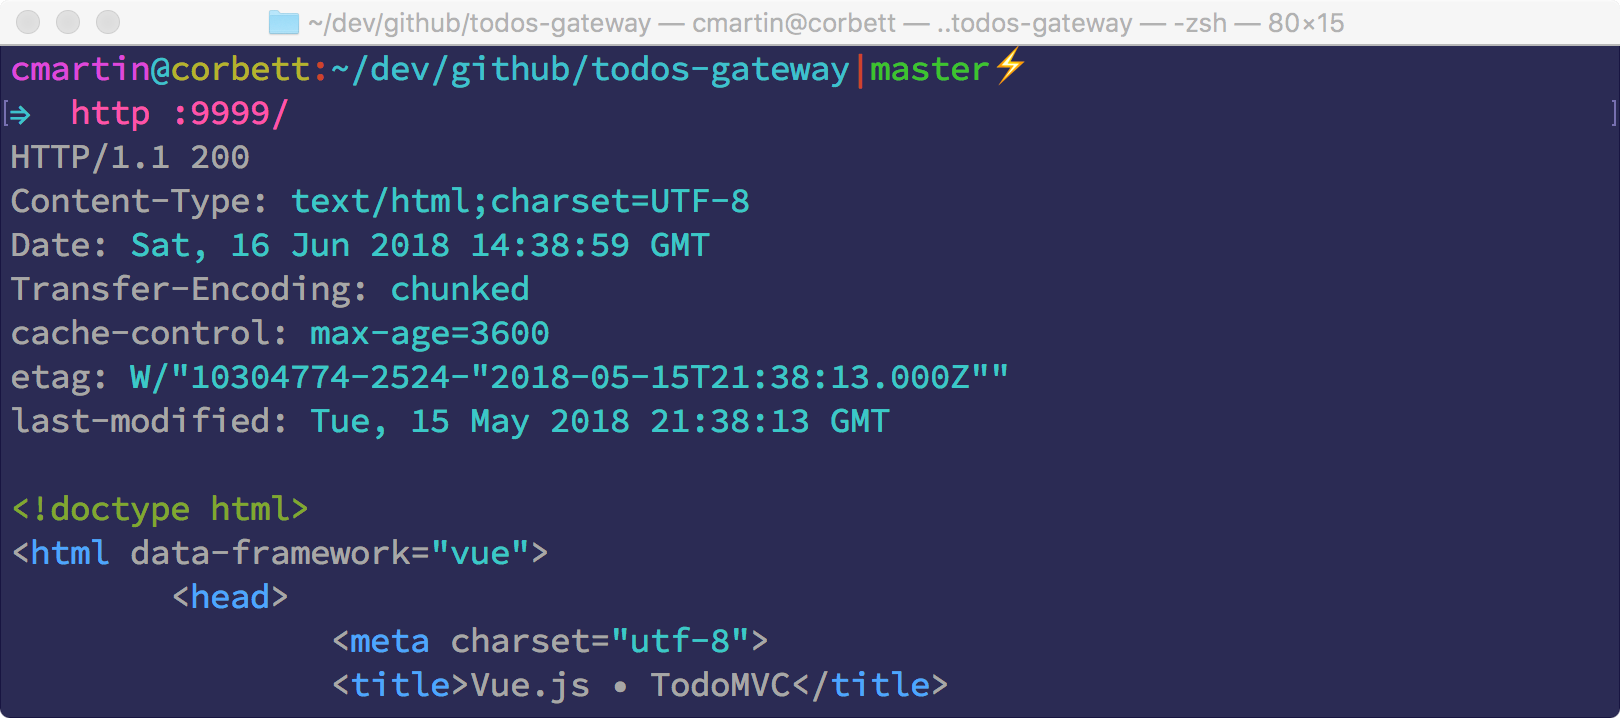 ~/dev/github/todos-gateway — cmartin@corbett — ..todos-gateway — -zsh — 80×15
cmartin@corbett:~/dev/github/todos-gateway|master⚡
[⇒  http :9999/ ]
HTTP/1.1 200
Content-Type: text/html;charset=UTF-8
Date: Sat, 16 Jun 2018 14:38:59 GMT
Transfer-Encoding: chunked
cache-control: max-age=3600
etag: W/"10304774-2524-"2018-05-15T21:38:13.000Z""
last-modified: Tue, 15 May 2018 21:38:13 GMT
<!doctype html>
<html data-framework="vue">
<head>
<meta charset="utf-8">
<title>Vue.js • TodoMVC</title>